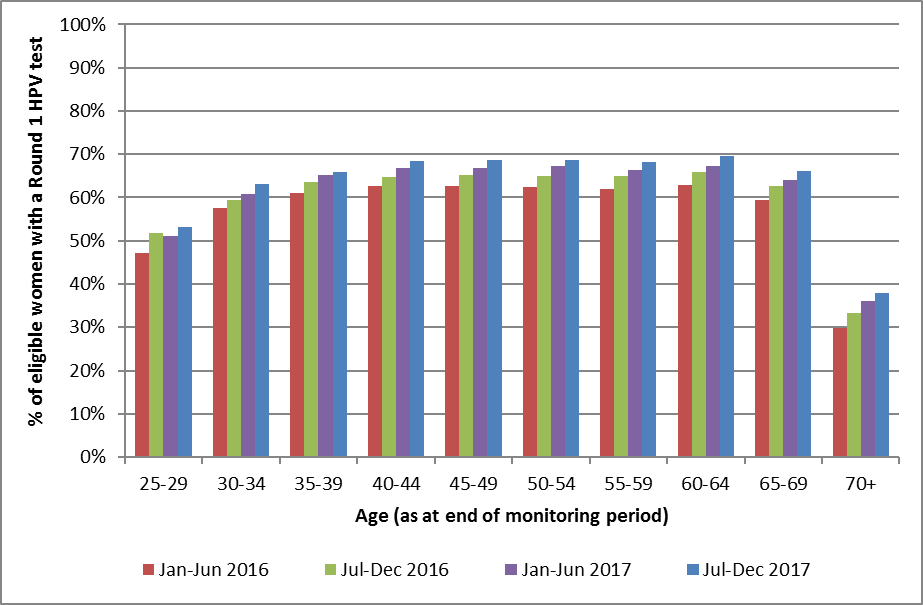 % of eligible women with a Round 1 HPV test
100%
90%
80%
70%
60%
50%
40%
30%
20%
10%
0%
25-29 30-34 35-39 40-44 45-49 50-54 55-59 60-64 65-69 70+
Age (as at end of monitoring period)
Jan-Jun 2016 Jul-Dec 2016 Jan-Jun 2017 Jul-Dec 2017